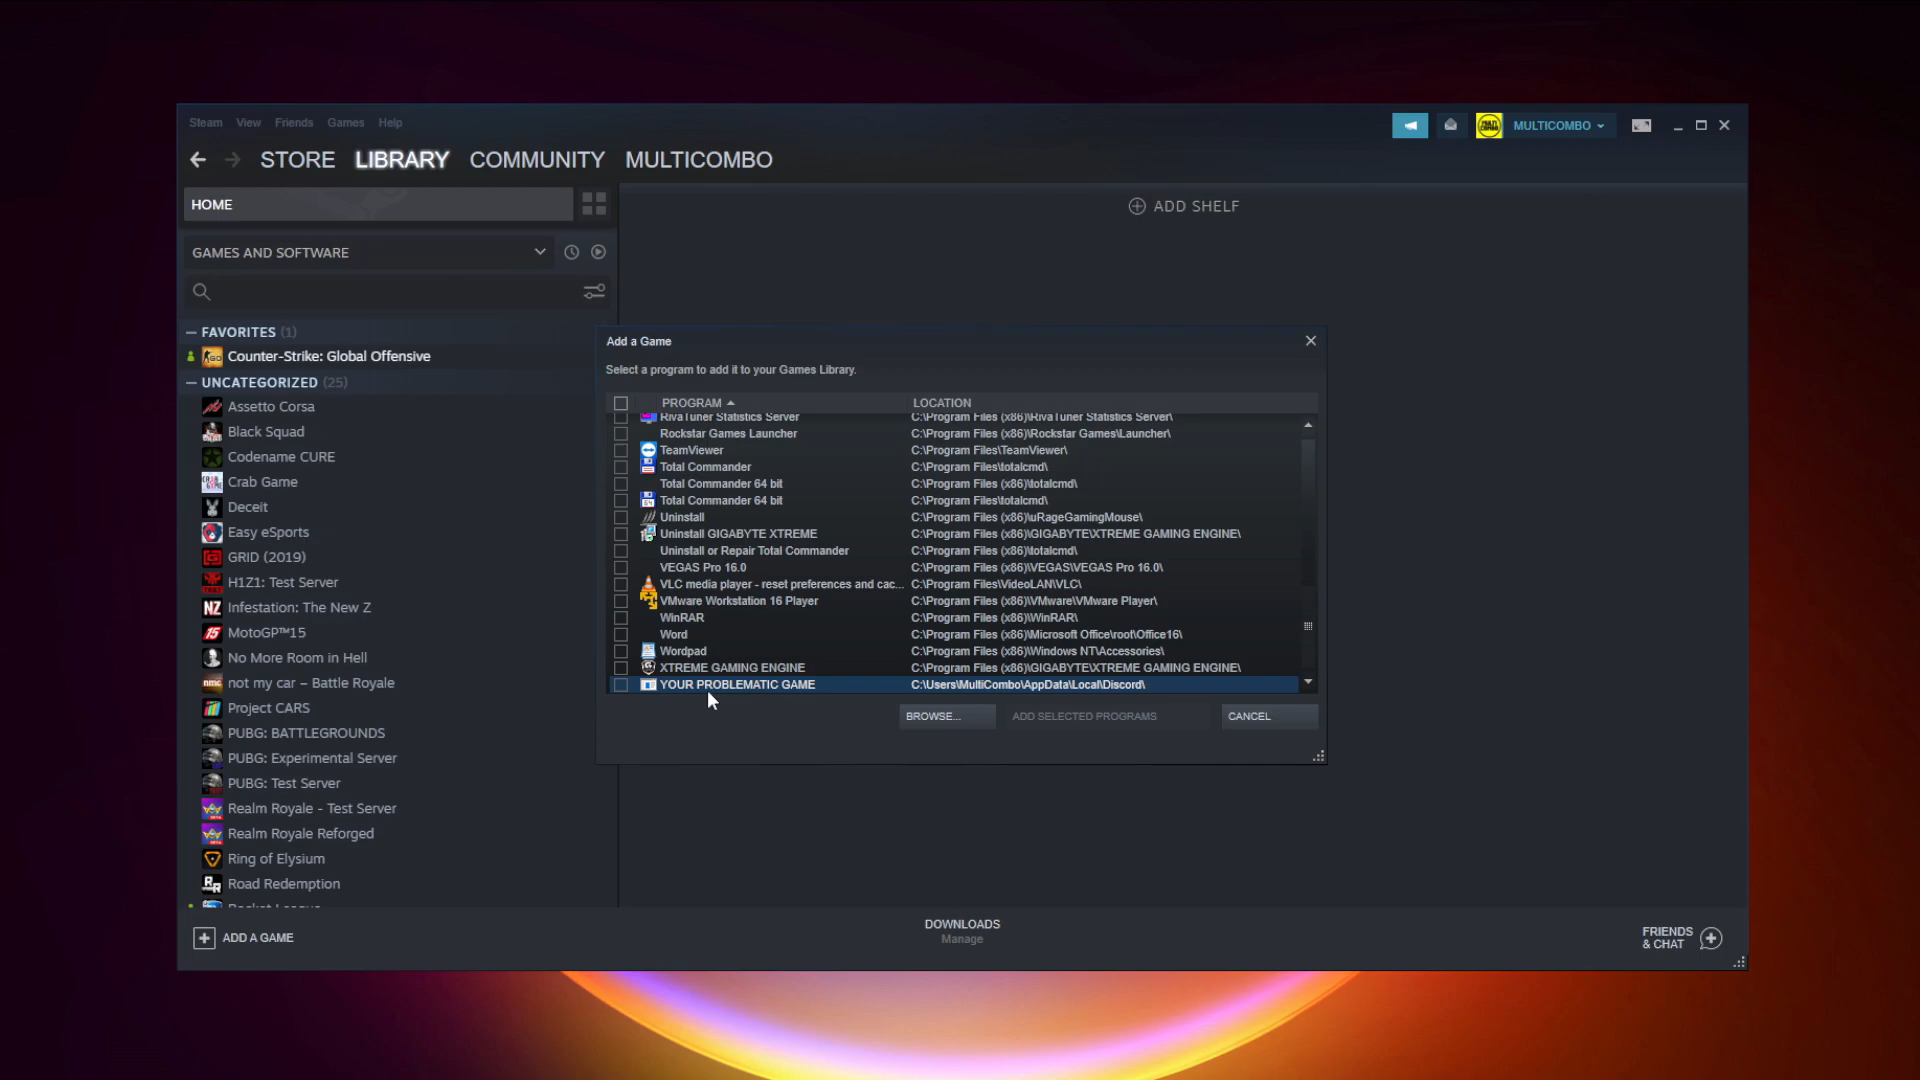 Steam View Friends Games Help
MULTICOMBO
STORE LIBRARY COMMUNITY MULTICOMBO
HOME
ADD SHELF
GAMES AND SOFTWARE
FAVORITES (1)
Counter-Strike: Global Offensive
UNCATEGORIZED (25)
Assetto Corsa
Black Squad
Codename CURE
Crab Game
Deceit
Easy eSports
GRID (2019)
H1Z1: Test Server
Infestation: The New Z
MotoGP™15
No More Room in Hell
not my car – Battle Royale
Project CARS
PUBG: BATTLEGROUNDS
PUBG: Experimental Server
PUBG: Test Server
Realm Royale - Test Server
Realm Royale Reforged
Ring of Elysium
Road Redemption
Rocket League
Add a Game
Select a program to add it to your Games Library.
PROGRAM LOCATION
RivaTuner Statistics Server C:\Program Files (x86)\RivaTuner Statistics Server\
Rockstar Games Launcher C:\Program Files (x86)\Rockstar Games\Launcher\
TeamViewer C:\Program Files\TeamViewer\
Total Commander C:\Program Files\totalcmd\
Total Commander 64 bit C:\Program Files (x86)\totalcmd\
Total Commander 64 bit C:\Program Files\totalcmd\
Uninstall C:\Program Files (x86)\uRageGamingMouse\
Uninstall GIGABYTE XTREME C:\Program Files (x86)\GIGABYTE\XTREME GAMING ENGINE\
Uninstall or Repair Total Commander C:\Program Files (x86)\totalcmd\
VEGAS Pro 16.0 C:\Program Files (x86)\VEGAS\VEGAS Pro 16.0\
VLC media player - reset preferences and cac... C:\Program Files\VideoLAN\VLC\
VMware Workstation 16 Player C:\Program Files (x86)\VMware\VMware Player\
WinRAR C:\Program Files (x86)\WinRAR\
Word C:\Program Files (x86)\Microsoft Office\root\Office16\
Wordpad C:\Program Files (x86)\Windows NT\Accessories\
XTREME GAMING ENGINE C:\Program Files (x86)\GIGABYTE\XTREME GAMING ENGINE\
YOUR PROBLEMATIC GAME C:\Users\MultiCombo\AppData\Local\Discord\
BROWSE... ADD SELECTED PROGRAMS CANCEL
ADD A GAME
DOWNLOADS
Manage
FRIENDS
& CHAT